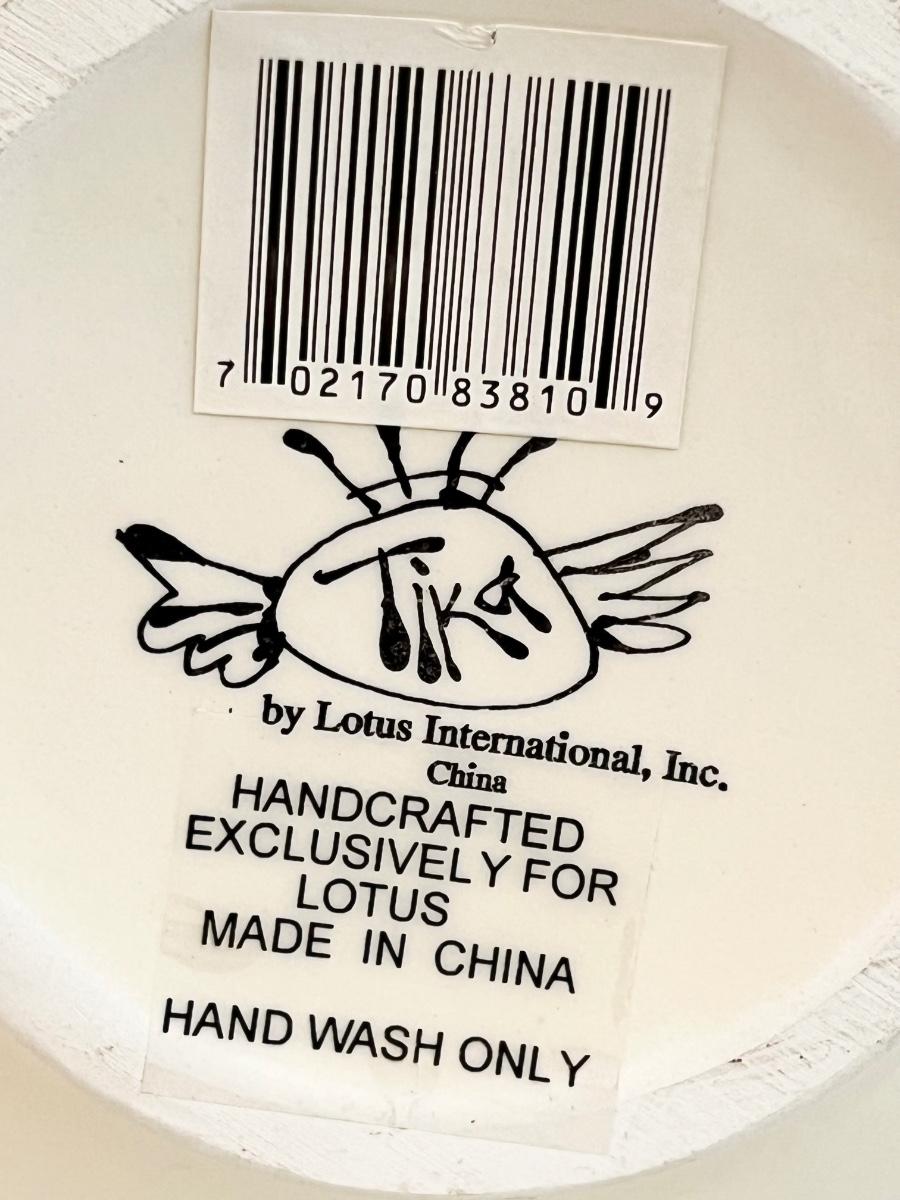 7 02170 83810 9
Tika
by Lotus International, Inc.
China
HANDCRAFTED
EXCLUSIVELY FOR
LOTUS
MADE IN CHINA
HAND WASH ONLY